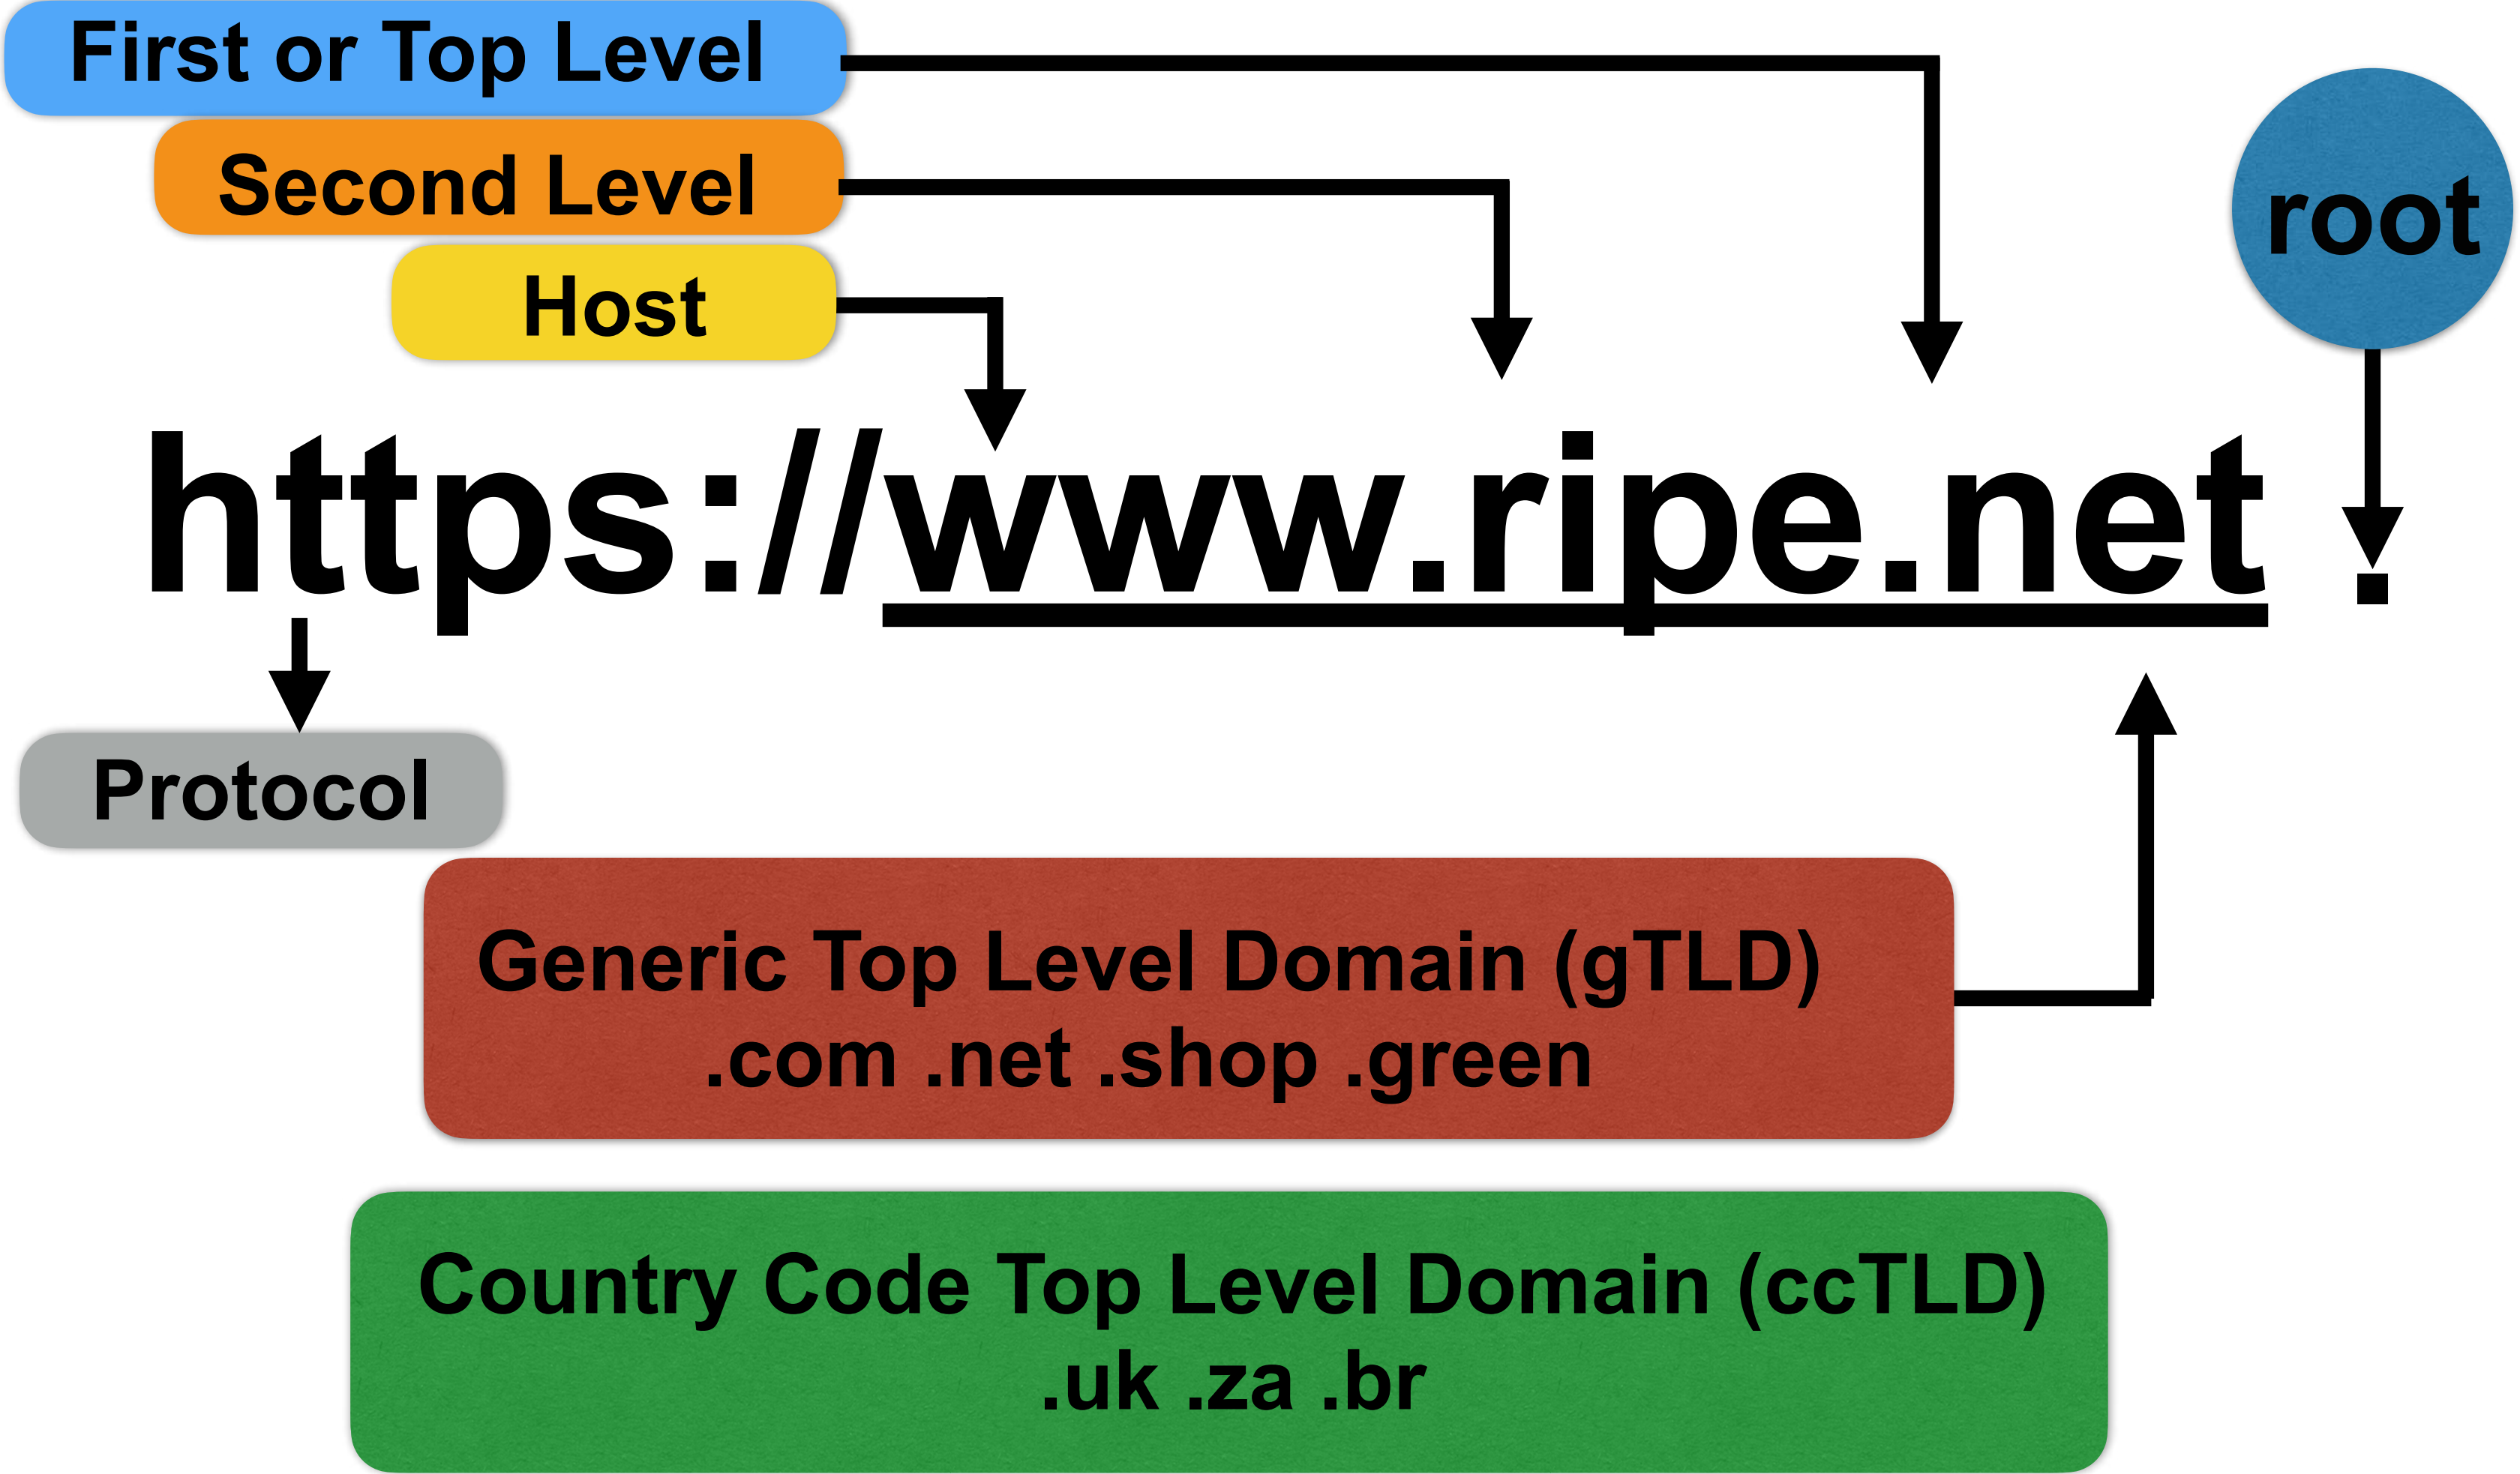 First or Top Level
Second Level
root
Host
https://www.ripe.net .
Protocol
Generic Top Level Domain (gTLD)
.com .net .shop .green
Country Code Top Level Domain (ccTLD)
.uk .za .br